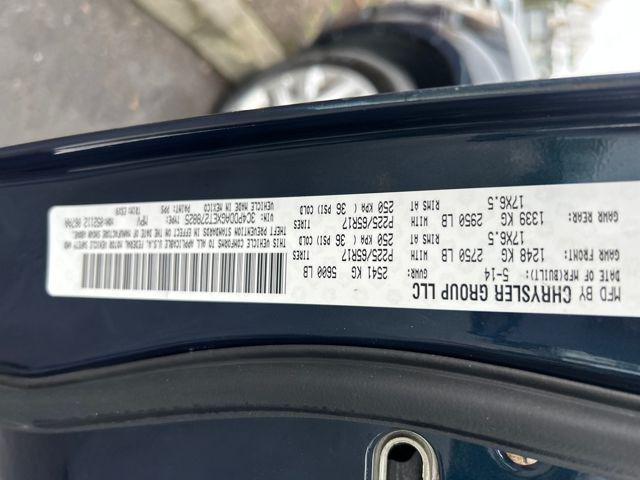 MFD BY CHRYSLER GROUP LLC
DATE OF MFR(BUILT): 5-14 GVWR: 2541 KG 5600 LB
GAWR FRONT: 1248 KG 2750 LB WITH P225/65R17 TIRES
17X6.5 RIMS AT 250 KPA ( 36 PSI) COLD
GAWR REAR: 1339 KG 2950 LB WITH P225/65R17 TIRES
17X6.5 RIMS AT 250 KPA ( 36 PSI) COLD
THIS VEHICLE CONFORMS TO ALL APPLICABLE U.S.A. FEDERAL MOTOR VEHICLE SAFETY AND
THEFT PREVENTION STANDARDS IN EFFECT ON THE DATE OF MANUFACTURE SHOWN ABOVE.
VIN: TYPE: MPV
VEHICLE MADE IN MEXICO PAINT: PBS